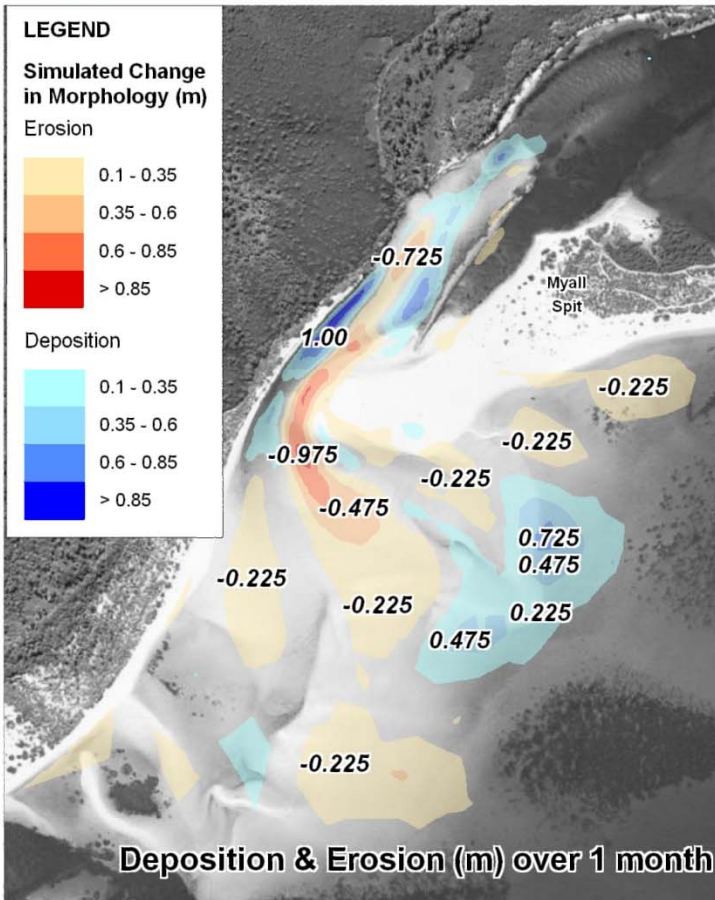 LEGEND
Simulated Change
in Morphology (m)
Erosion
0.1 - 0.35
0.35 - 0.6
0.6 - 0.85
> 0.85
Deposition
0.1 - 0.35
0.35 - 0.6
0.6 - 0.85
> 0.85
-0.725
Myall
Spit
1.00
-0.225
-0.225
-0.975
-0.225
-0.475
0.725
0.475
-0.225
-0.225
0.225
0.475
-0.225
Deposition & Erosion (m) over 1 month